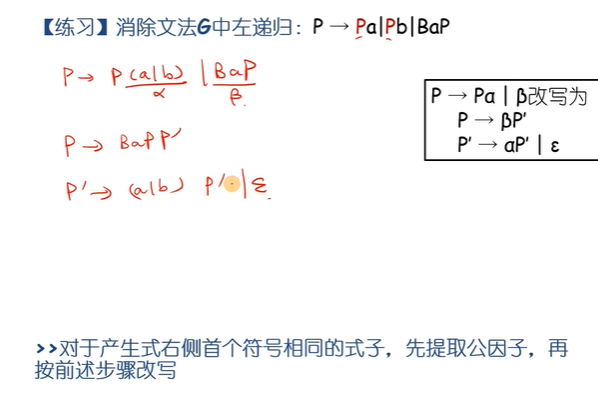 【练习】消除文法G中左递归：P → Pa|Pb|BaP
P → P(a|b) | BaP
α β
P → BaPP'
P' → (a|b) P' | ε
P → Pα | β改写为
P → βP'
P' → αP' | ε
>>对于产生式右侧首个符号相同的式子，先提取公因子，再
按前述步骤改写